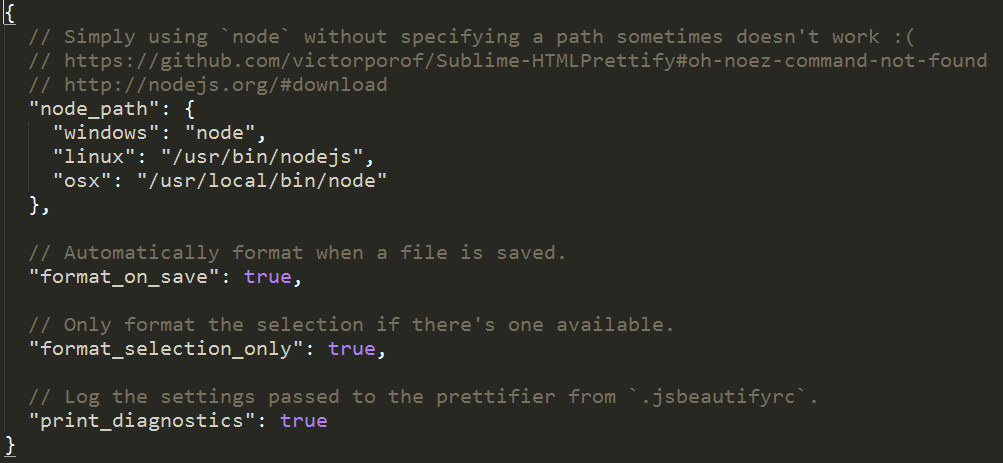 {
  // Simply using `node` without specifying a path sometimes doesn't work :(
  // https://github.com/victorporof/Sublime-HTMLPrettify#oh-noez-command-not-found
  // http://nodejs.org/#download
  "node_path": {
    "windows": "node",
    "linux": "/usr/bin/nodejs",
    "osx": "/usr/local/bin/node"
  },

  // Automatically format when a file is saved.
  "format_on_save": true,

  // Only format the selection if there's one available.
  "format_selection_only": true,

  // Log the settings passed to the prettifier from `.jsbeautifyrc`.
  "print_diagnostics": true
}